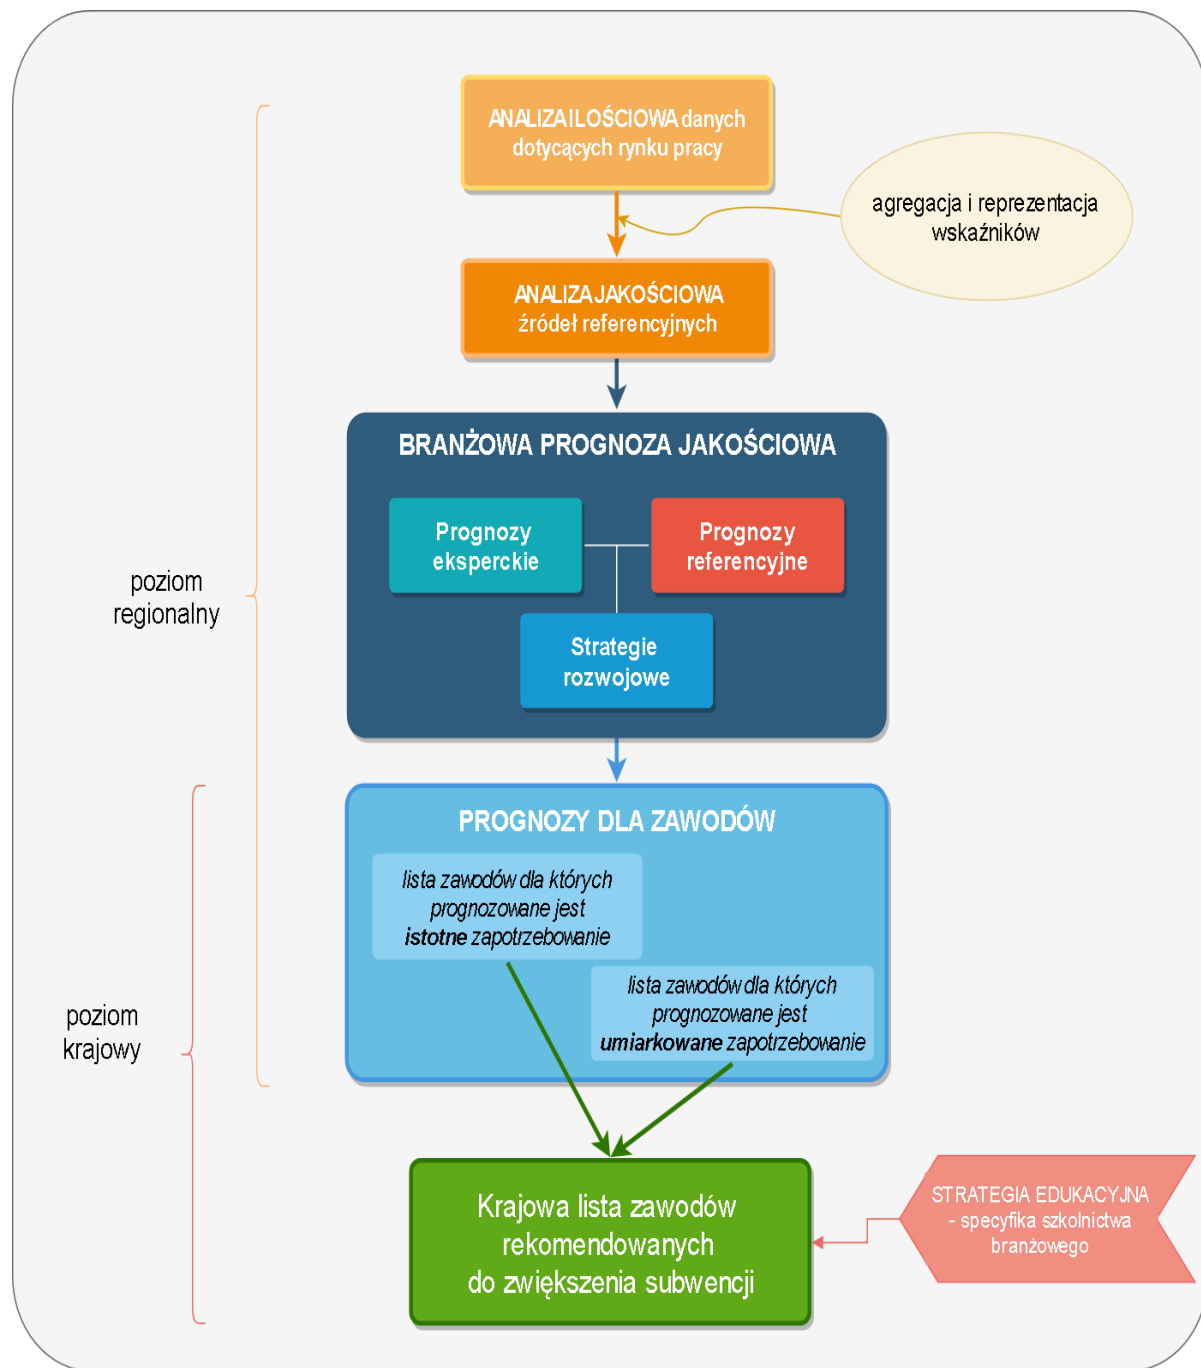 ANALIZA ILOŚCIOWA danych
dotyczących rynku pracy
agregacja i reprezentacja
wskaźników
ANALIZA JAKOŚCIOWA
źródeł referencyjnych
BRANŻOWA PROGNOZA JAKOŚCIOWA
Prognozy
eksperckie
Prognozy
referencyjne
Strategie
rozwojowe
poziom
regionalny
PROGNOZY DLA ZAWODÓW
lista zawodów dla których
prognozowane jest
istotne zapotrzebowanie
lista zawodów dla których
prognozowane jest
umiarkowane zapotrzebowanie
poziom
krajowy
Krajowa lista zawodów
rekomendowanych
do zwiększenia subwencji
STRATEGIA EDUKACYJNA
- specyfika szkolnictwa
branżowego